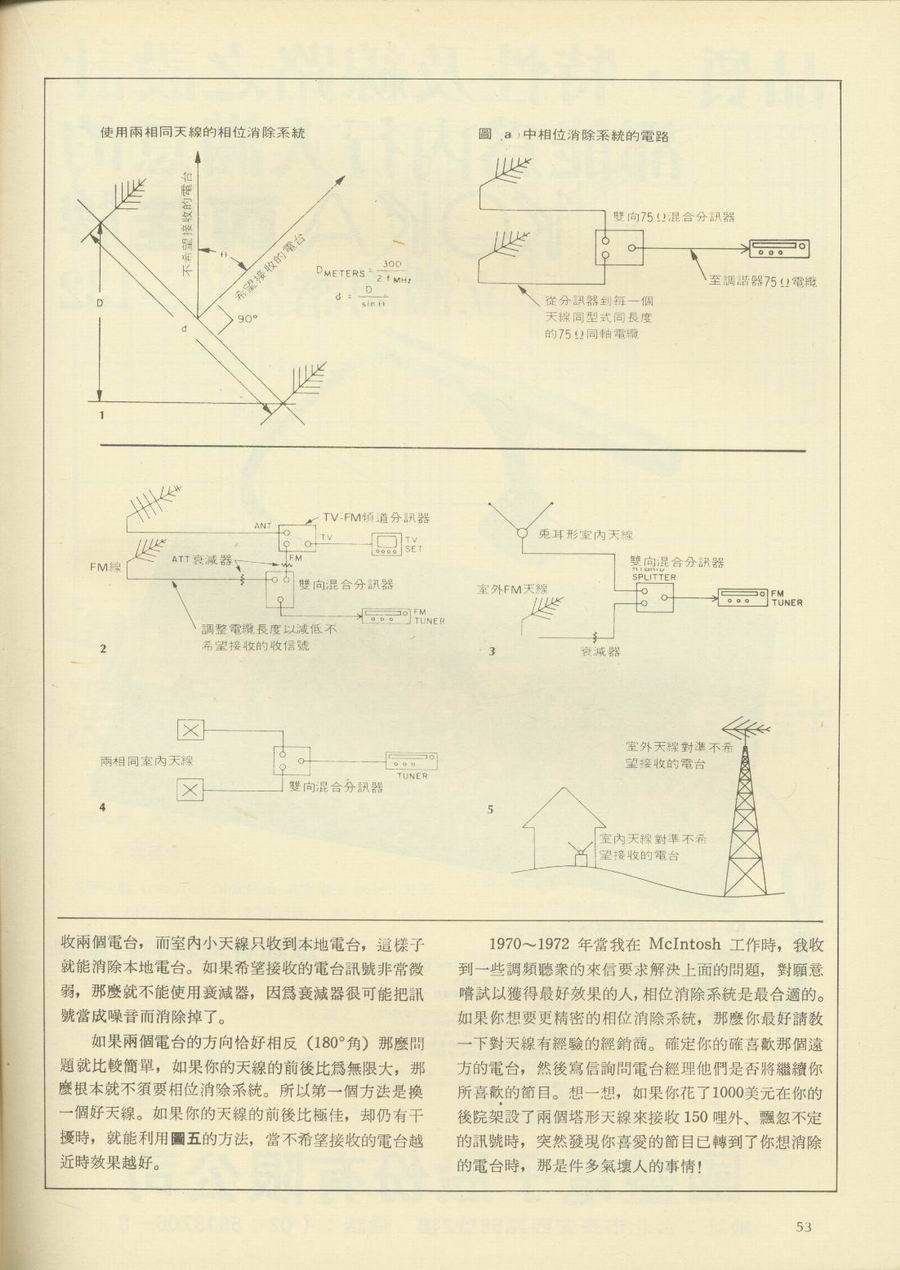 使用兩相同天線的相位消除系統
不希望接收的電台
希望接收的電台
θ
D METERS = 300 / 2 f MHz
d = D / sin θ
90°
D
d
1
圖(a)中相位消除系統的電路
雙向75Ω混合分訊器
至調諧器75Ω電纜
從分訊器到每一個
天線同型式同長度
的75Ω同軸電纜
ANT
TV-FM頻道分訊器
TV
TV
SET
FM
ATT衰減器
FM線
雙向混合分訊器
FM
TUNER
調整電纜長度以減低不
希望接收的收信號
2
兔耳形室內天線
雙向混合分訊器
HYBRID
SPLITTER
室外FM天線
FM
TUNER
衰減器
3
兩相同室內天線
TUNER
雙向混合分訊器
4
室外天線對準不希
望接收的電台
室內天線對準不希
望接收的電台
5
收兩個電台，而室內小天線只收到本地電台，這樣子
就能消除本地電台。如果希望接收的電台訊號非常微
弱，那麼就不能使用衰減器，因爲衰減器很可能把訊
號當成噪音而消除掉了。
如果兩個電台的方向恰好相反（180°角）那麼問
題就比較簡單，如果你的天線的前後比爲無限大，那
麼根本就不須要相位消除系統。所以第一個方法是換
一個好天線。如果你的天線的前後比極佳，却仍有干
擾時，就能利用圖五的方法，當不希望接收的電台越
近時效果越好。
1970～1972 年當我在 McIntosh 工作時，我收
到一些調頻聽衆的來信要求解決上面的問題，對願意
嚐試以獲得最好效果的人，相位消除系統是最合適的。
如果你想要更精密的相位消除系統，那麼你最好請教
一下對天線有經驗的經銷商。確定你的確喜歡那個遠
方的電台，然後寫信詢問電台經理他們是否將繼續你
所喜歡的節目。想一想，如果你花了1000美元在你的
後院架設了兩個塔形天線來接收 150 哩外、飄忽不定
的訊號時，突然發現你喜愛的節目已轉到了你想消除
的電台時，那是件多氣壞人的事情！
53